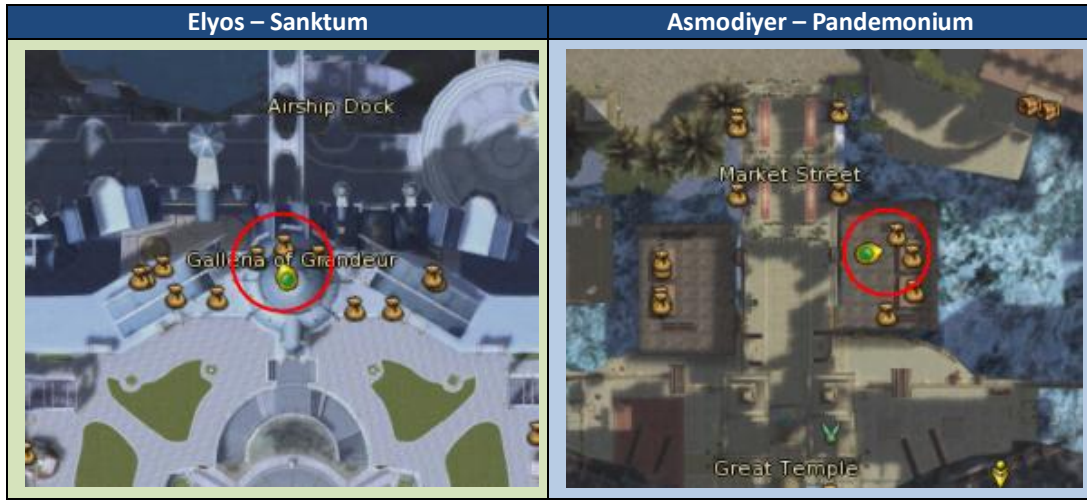 Elyos – Sanktum
Asmodiyer – Pandemonium
Airship Dock
Galleria of Grandeur
Market Street
Great Temple